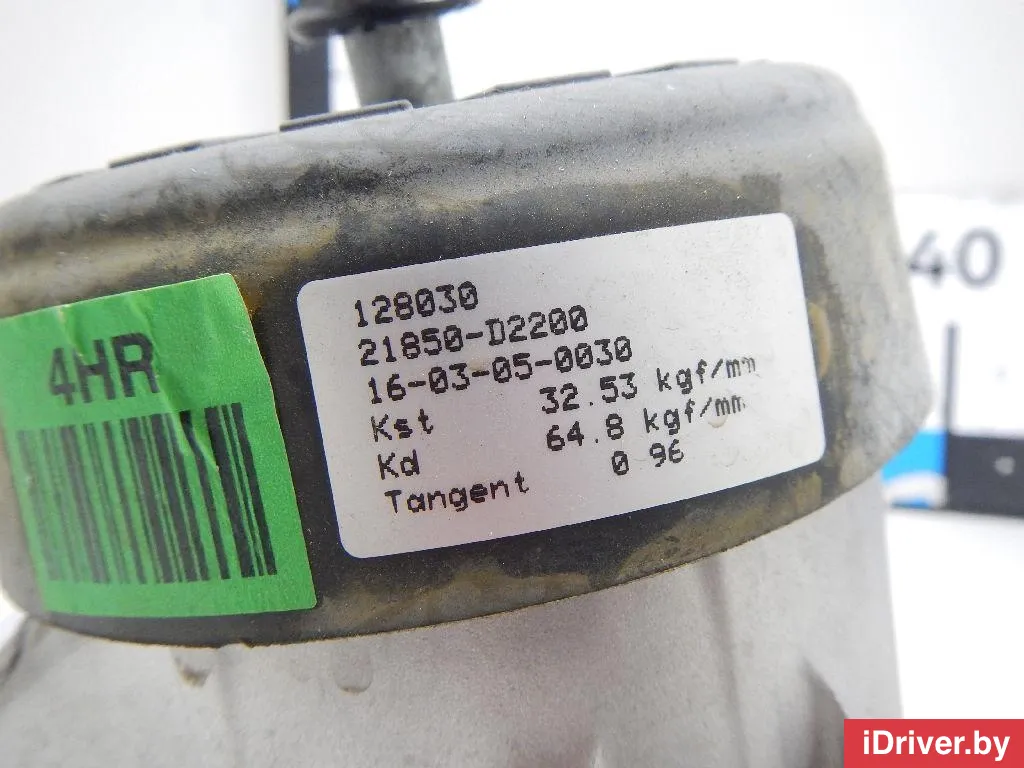 4HR
128030
21850-D2200
16-03-05-0030
Kst 32.53 kgf/mm
Kd 64.8 kgf/mm
Tangent 0 96
40
iDriver.by